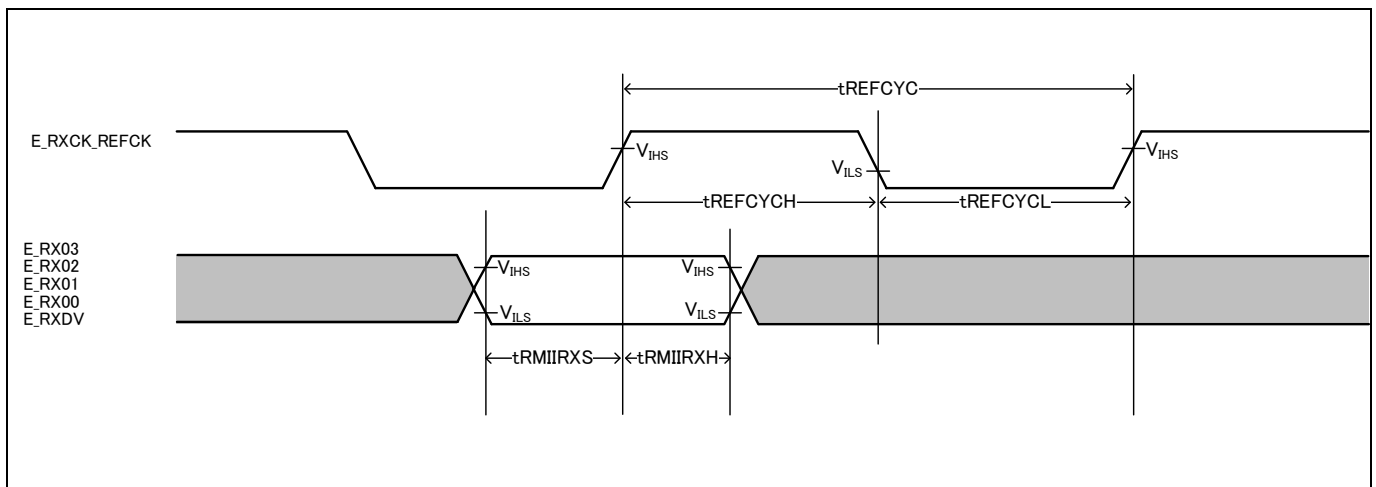 tREFCYC
E_RXCK_REFCK
VIHS
VILS
VIHS
tREFCYCH
tREFCYCL
E_RX03
E_RX02
E_RX01
E_RX00
E_RXDV
VIHS
VIHS
VILS
VILS
tRMIIRXS
tRMIIRXH